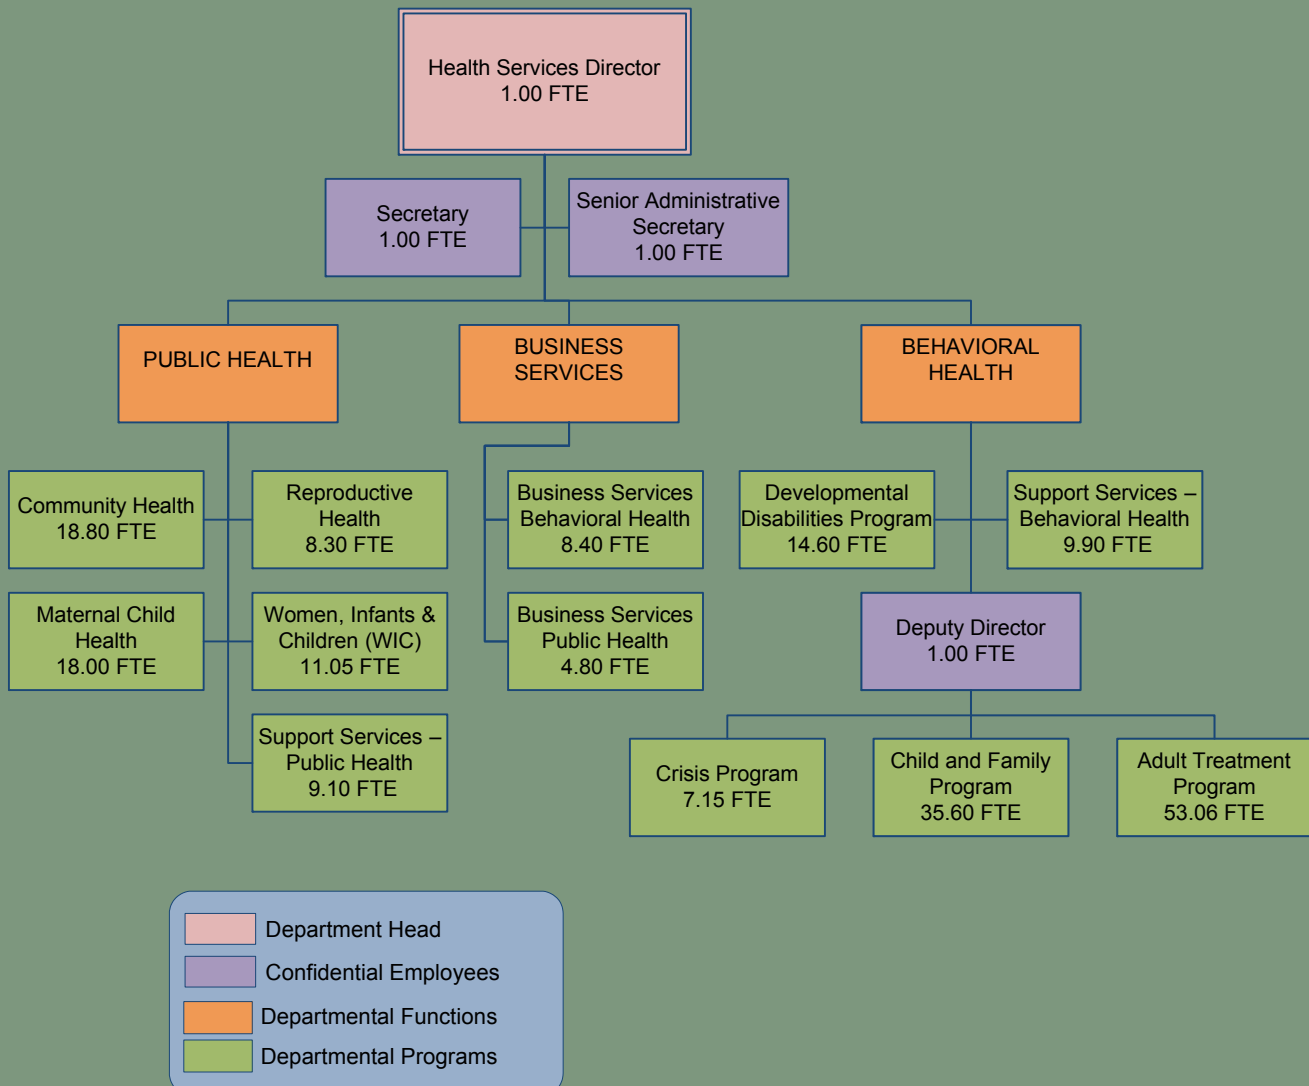 Health Services Director
1.00 FTE
Secretary
1.00 FTE
Senior Administrative
Secretary
1.00 FTE
PUBLIC HEALTH
BUSINESS
SERVICES
BEHAVIORAL
HEALTH
Community Health
18.80 FTE
Reproductive
Health
8.30 FTE
Business Services
Behavioral Health
8.40 FTE
Developmental
Disabilities Program
14.60 FTE
Support Services –
Behavioral Health
9.90 FTE
Maternal Child
Health
18.00 FTE
Women, Infants &
Children (WIC)
11.05 FTE
Business Services
Public Health
4.80 FTE
Deputy Director
1.00 FTE
Support Services –
Public Health
9.10 FTE
Crisis Program
7.15 FTE
Child and Family
Program
35.60 FTE
Adult Treatment
Program
53.06 FTE
Department Head
Confidential Employees
Departmental Functions
Departmental Programs